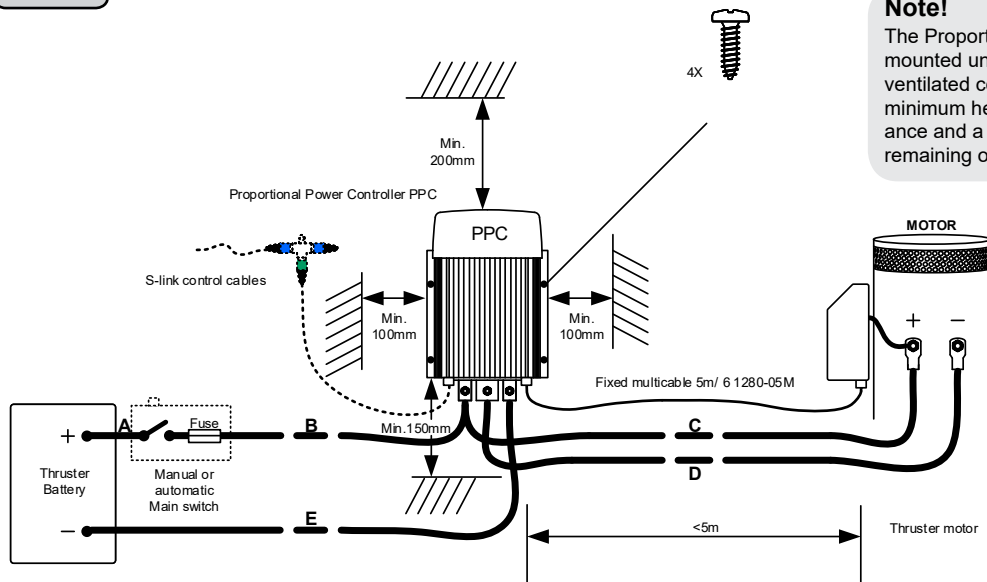 Note!
The Proport
mounted un
ventilated c
minimum he
ance and a
remaining o
4X
Min.
200mm
Proportional Power Controller PPC
PPC
MOTOR
S-link control cables
Min.
100mm
Min.
100mm
+ −
Fixed multicable 5m/ 6 1280-05M
Min.150mm
A
Fuse
B
C
D
+
Thruster
Battery
−
Manual or
automatic
Main switch
E
<5m
Thruster motor